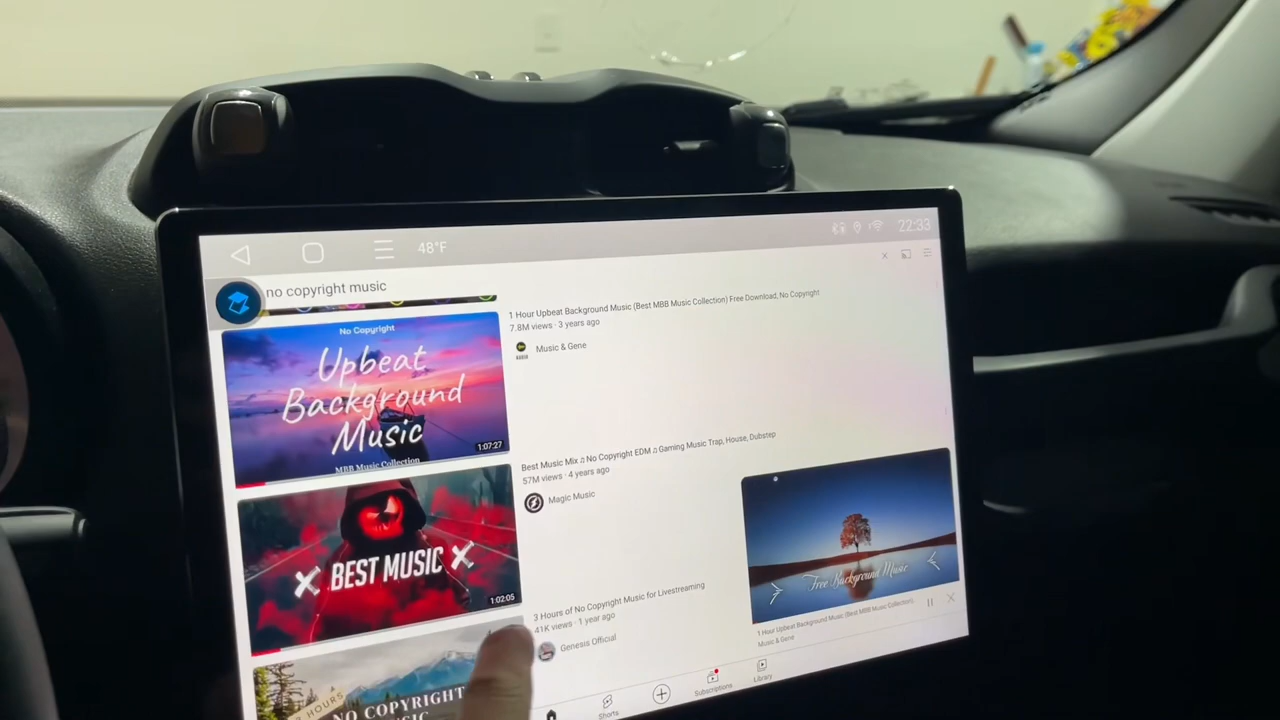 48°F
22:33
no copyright music
No Copyright
Upbeat
Background
Music
MBB Music Collection
1:07:27
1 Hour Upbeat Background Music (Best MBB Music Collection) Free Download, No Copyright
7.8M views · 3 years ago
Music & Gene
BEST MUSIC
1:02:05
Best Music Mix ♫ No Copyright EDM ♫ Gaming Music Trap, House, Dubstep
57M views · 4 years ago
Magic Music
HOURS
NO COPYRIGHT
3 Hours of No Copyright Music for Livestreaming
41K views · 1 year ago
Genesis Official
Free Background Music
1 Hour Upbeat Background Music (Best MBB Music Collection)
Music & Gene
Shorts
Subscriptions
Library